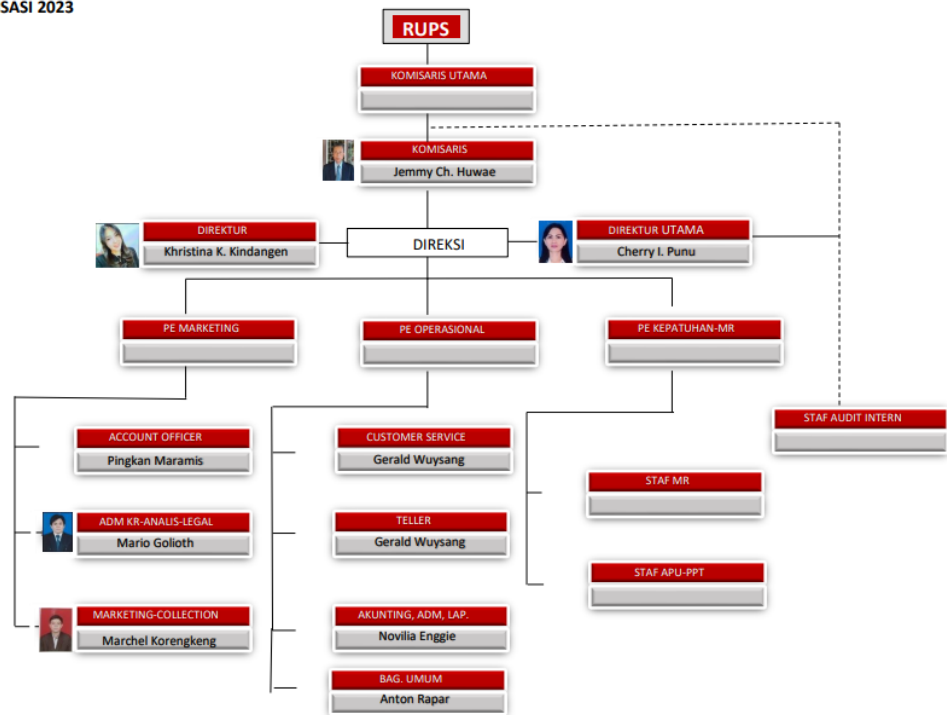 SASI 2023
RUPS
KOMISARIS UTAMA
KOMISARIS
Jemmy Ch. Huwae
DIREKTUR
Khristina K. Kindangen
DIREKSI
DIREKTUR UTAMA
Cherry I. Punu
PE MARKETING
PE OPERASIONAL
PE KEPATUHAN-MR
STAF AUDIT INTERN
ACCOUNT OFFICER
Pingkan Maramis
CUSTOMER SERVICE
Gerald Wuysang
STAF MR
ADM KR-ANALIS-LEGAL
Mario Golioth
TELLER
Gerald Wuysang
STAF APU-PPT
MARKETING-COLLECTION
Marchel Korengkeng
AKUNTING, ADM, LAP.
Novilia Enggie
BAG. UMUM
Anton Rapar